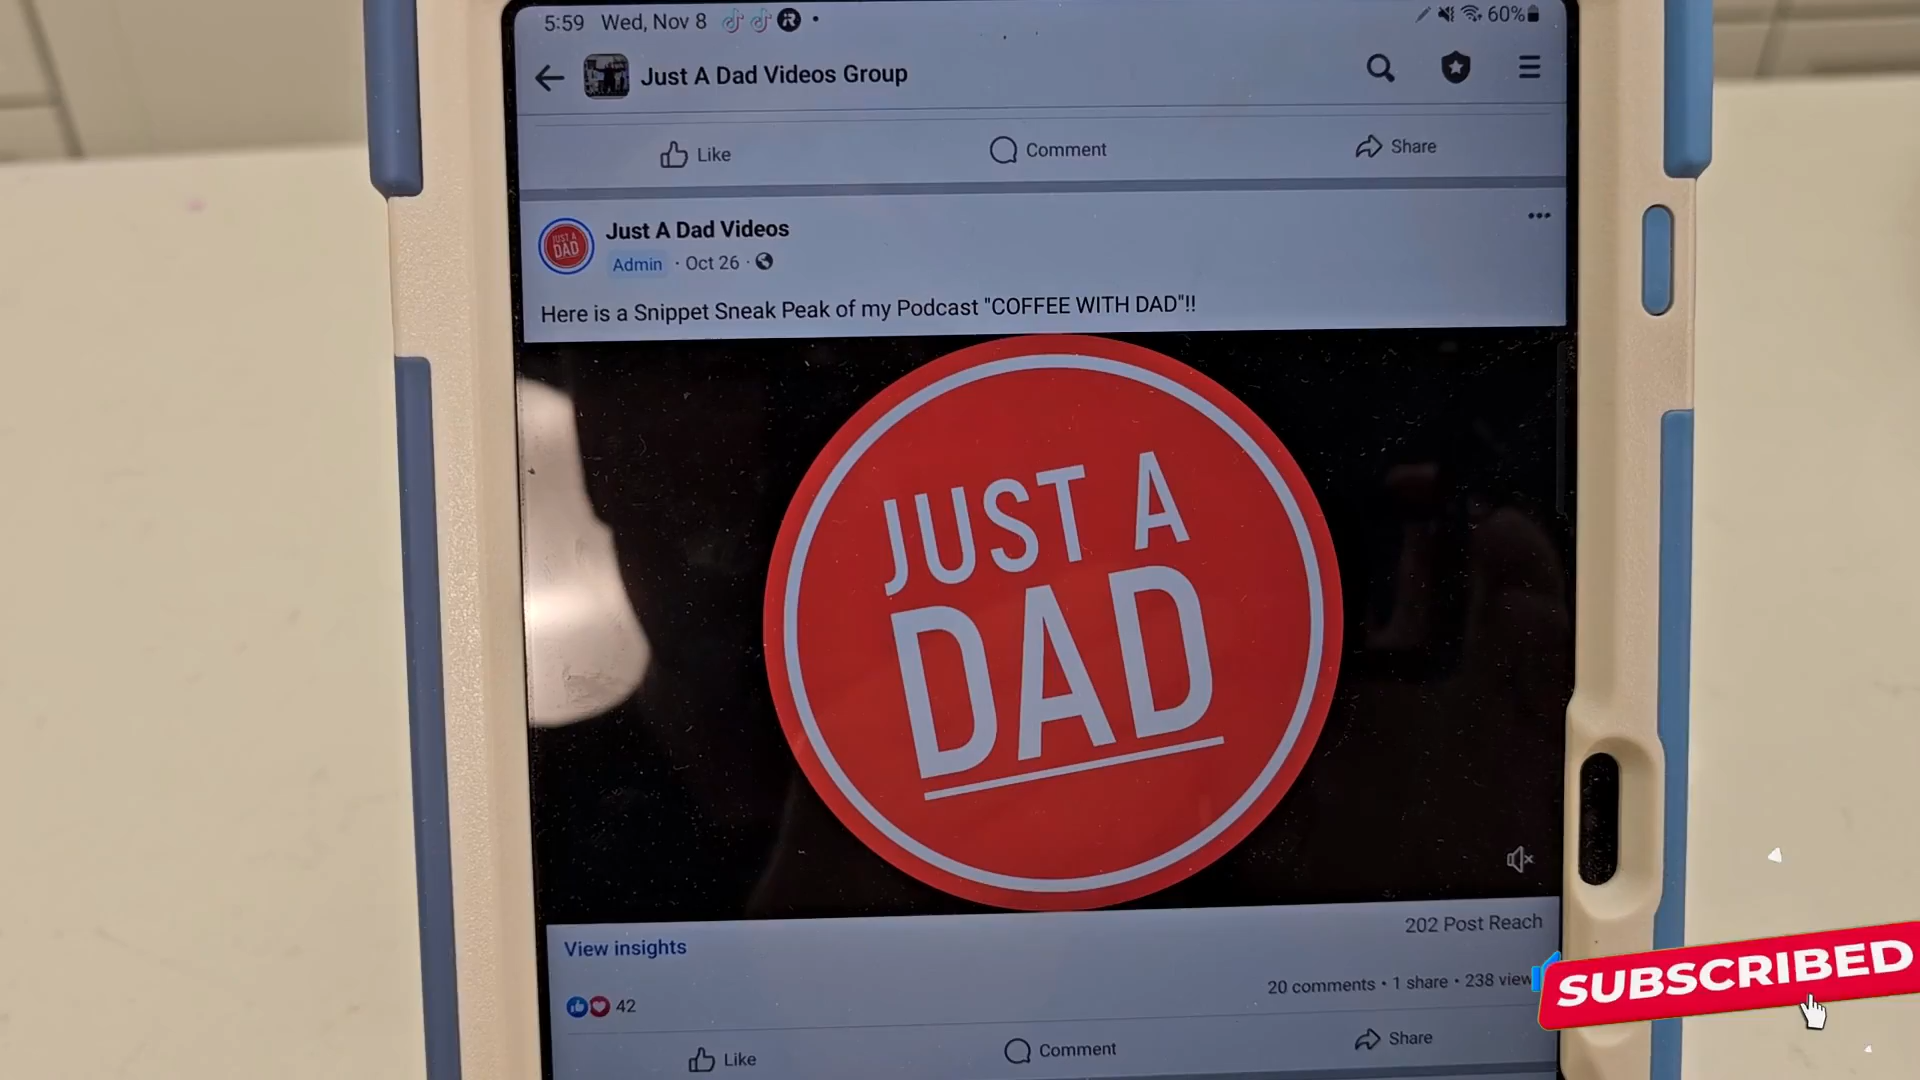 5:59 Wed, Nov 8
60%
Just A Dad Videos Group
Like Comment Share
JUST A
DAD
Just A Dad Videos
Admin · Oct 26 ·
Here is a Snippet Sneak Peak of my Podcast "COFFEE WITH DAD"!!
JUST A
DAD
202 Post Reach
View insights
42
20 comments • 1 share • 238 view
SUBSCRIBED
Like Comment Share